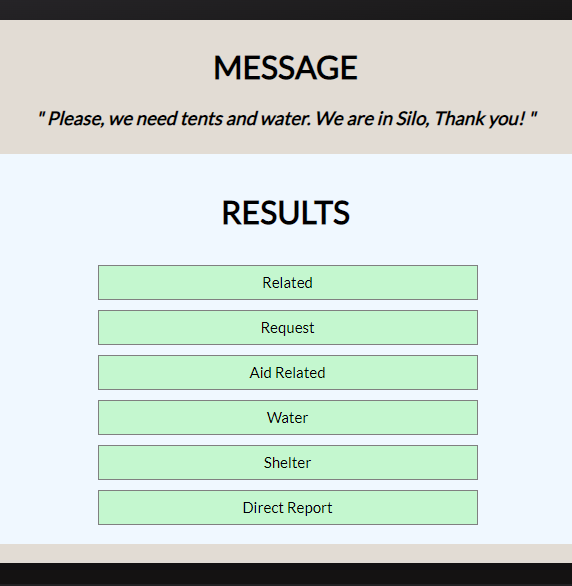 MESSAGE
" Please, we need tents and water. We are in Silo, Thank you! "
RESULTS
Related
Request
Aid Related
Water
Shelter
Direct Report